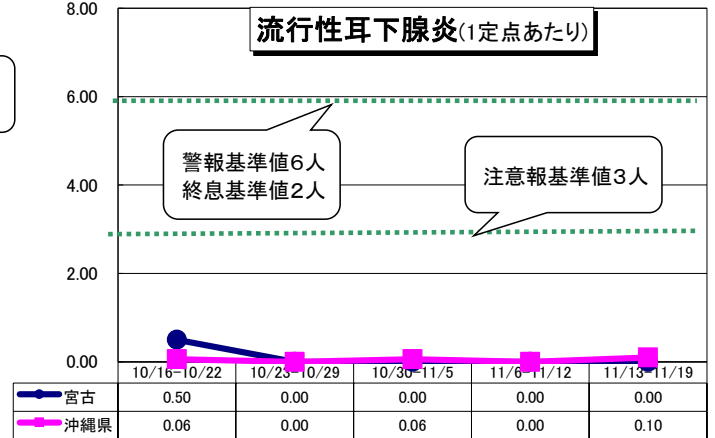 流行性耳下腺炎(1定点あたり)
8.00
6.00
4.00
2.00
0.00
警報基準値6人
終息基準値2人
注意報基準値3人
10/16-10/22 10/23-10/29 10/30-11/5 11/6-11/12 11/13-11/19
宮古 0.50 0.00 0.00 0.00 0.00
沖縄県 0.06 0.00 0.06 0.00 0.10